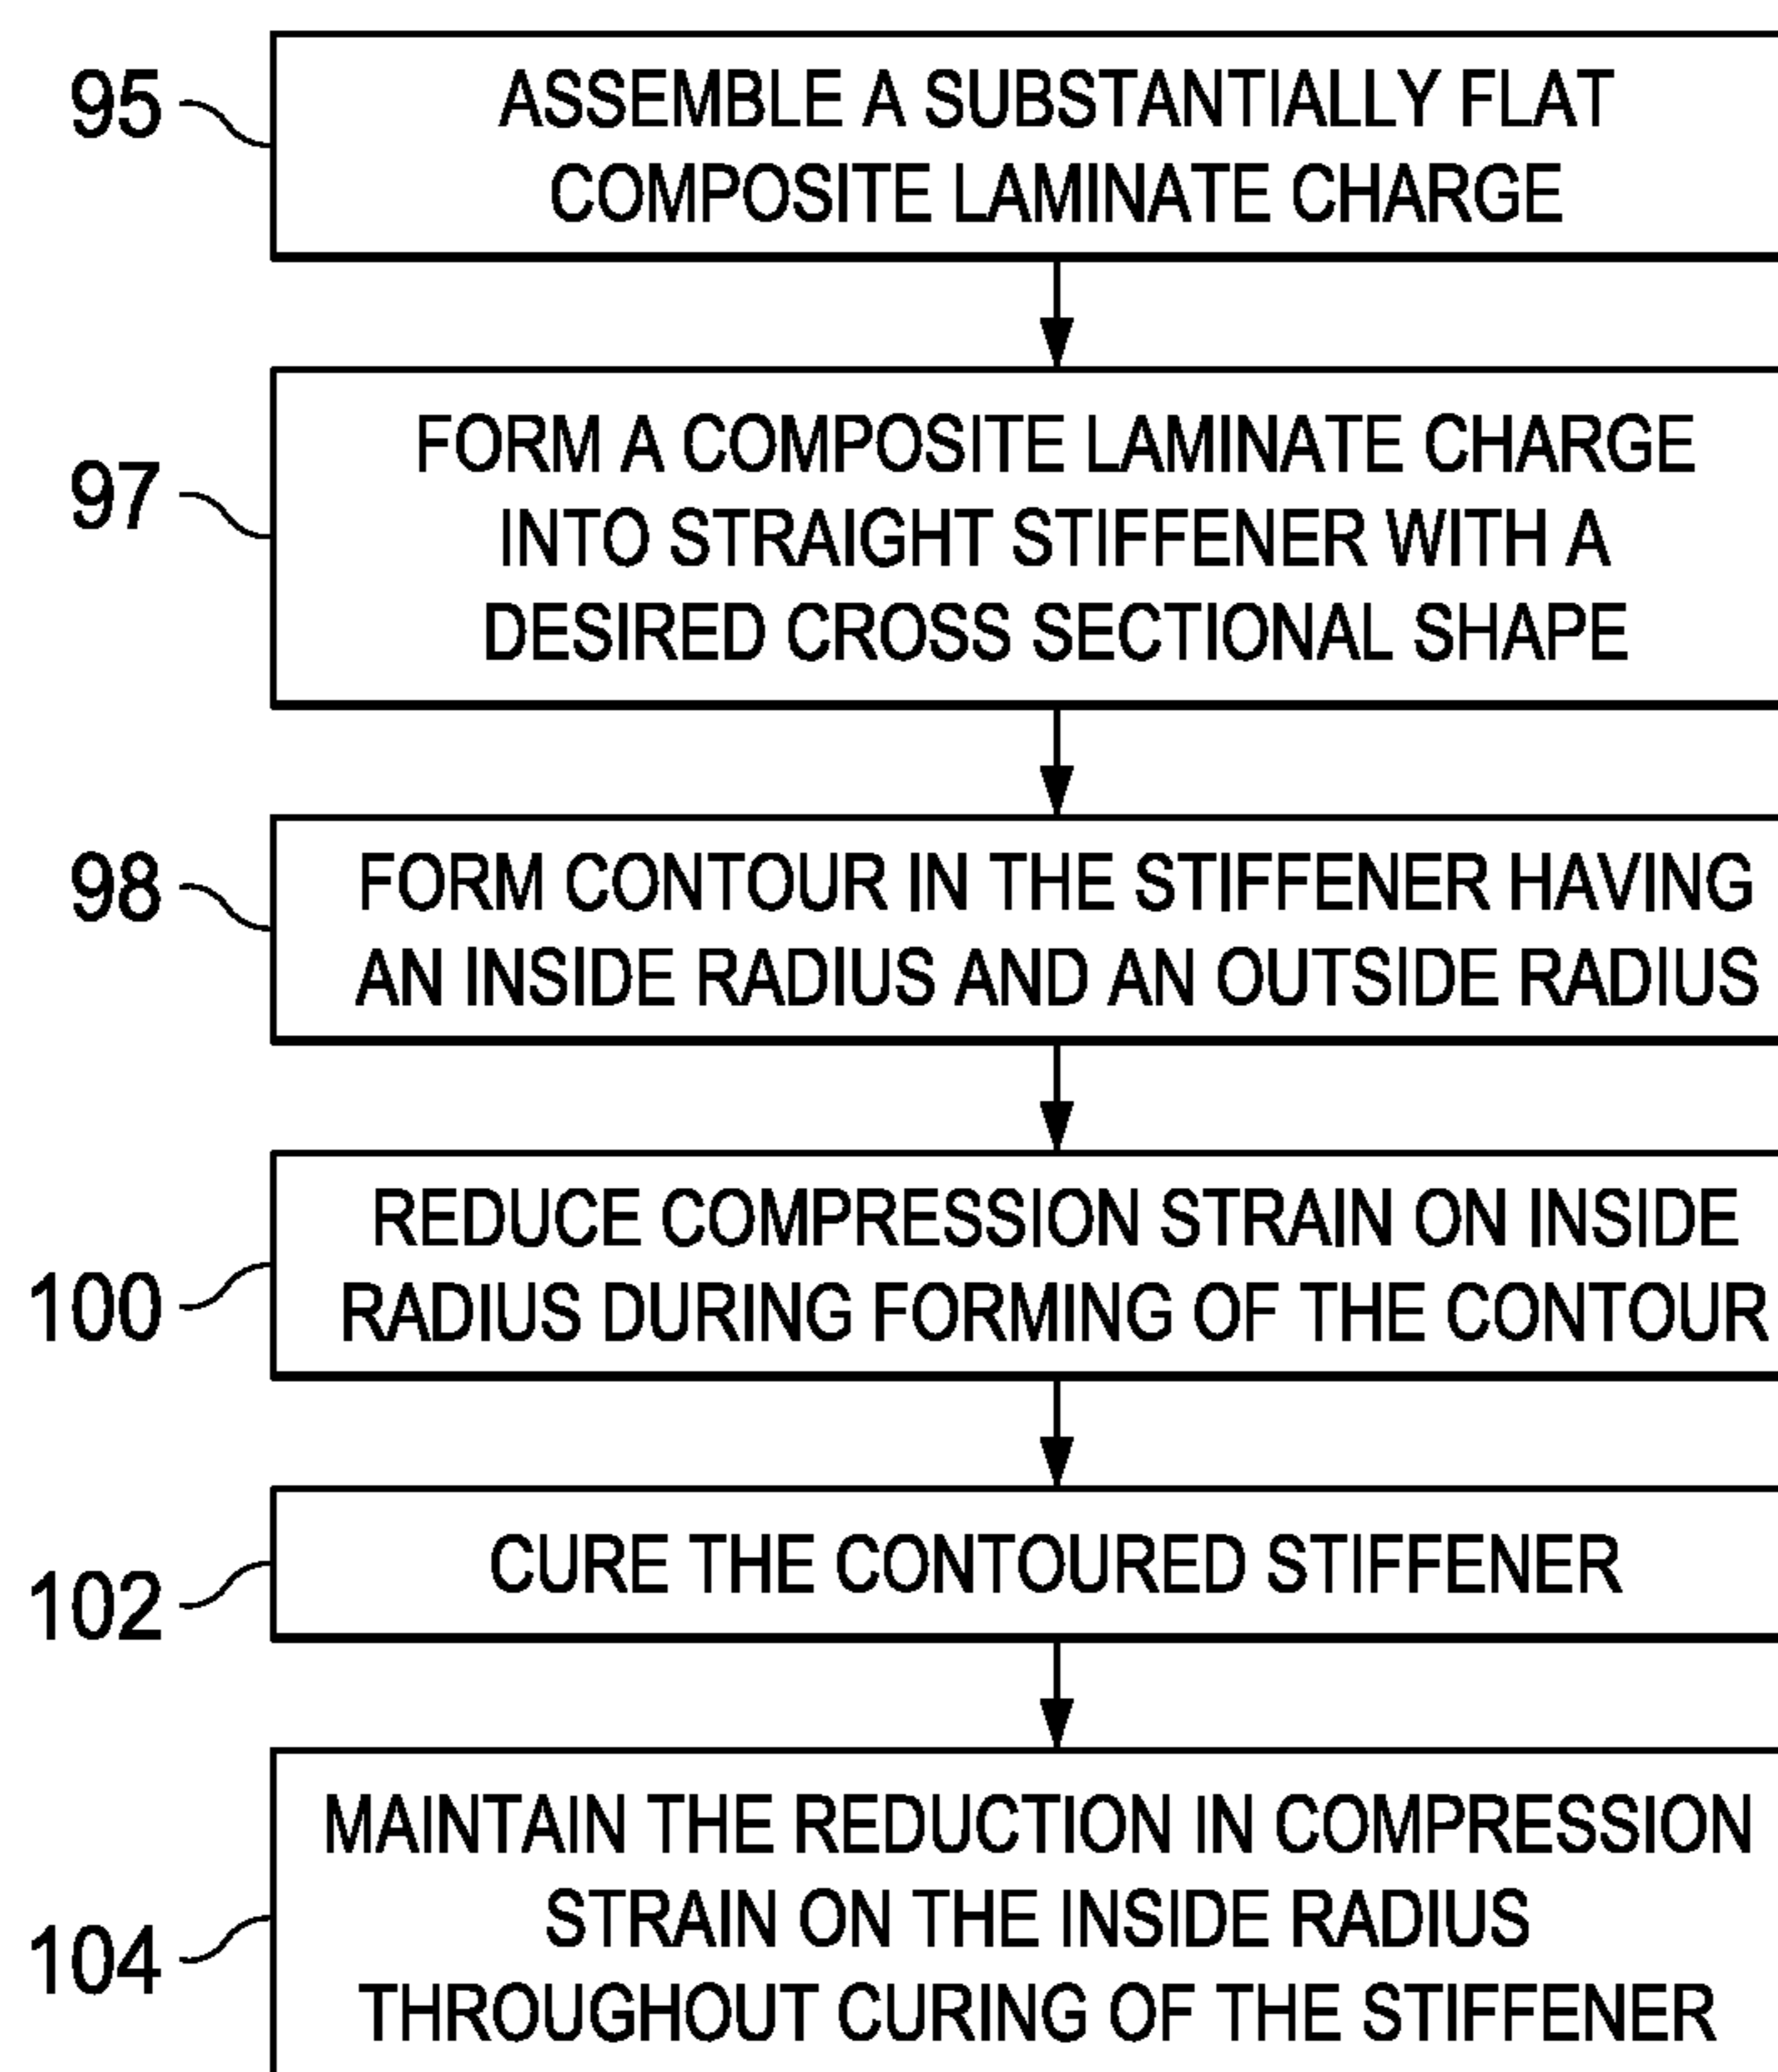 95
ASSEMBLE A SUBSTANTIALLY FLAT
COMPOSITE LAMINATE CHARGE
97
FORM A COMPOSITE LAMINATE CHARGE
INTO STRAIGHT STIFFENER WITH A
DESIRED CROSS SECTIONAL SHAPE
98
FORM CONTOUR IN THE STIFFENER HAVING
AN INSIDE RADIUS AND AN OUTSIDE RADIUS
100
REDUCE COMPRESSION STRAIN ON INSIDE
RADIUS DURING FORMING OF THE CONTOUR
102
CURE THE CONTOURED STIFFENER
104
MAINTAIN THE REDUCTION IN COMPRESSION
STRAIN ON THE INSIDE RADIUS
THROUGHOUT CURING OF THE STIFFENER